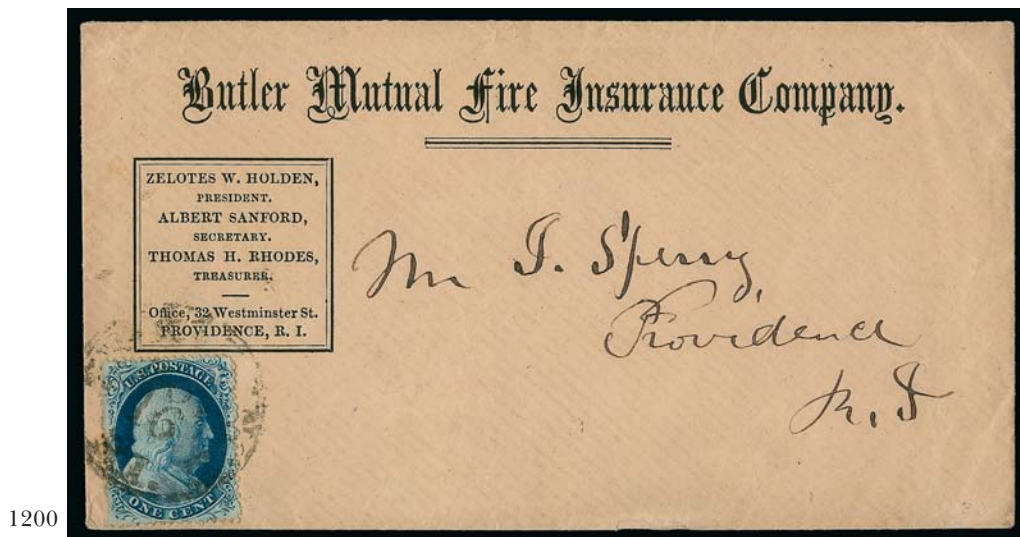 Butler Mutual Fire Insurance Company.
ZELOTES W. HOLDEN,
PRESIDENT.
ALBERT SANFORD,
SECRETARY.
THOMAS H. RHODES,
TREASURER.
Office, 32 Westminster St.
PROVIDENCE, R. I.
Mr I. Sperry,
Providence
R. I
U.S. POSTAGE
ONE CENT
1200